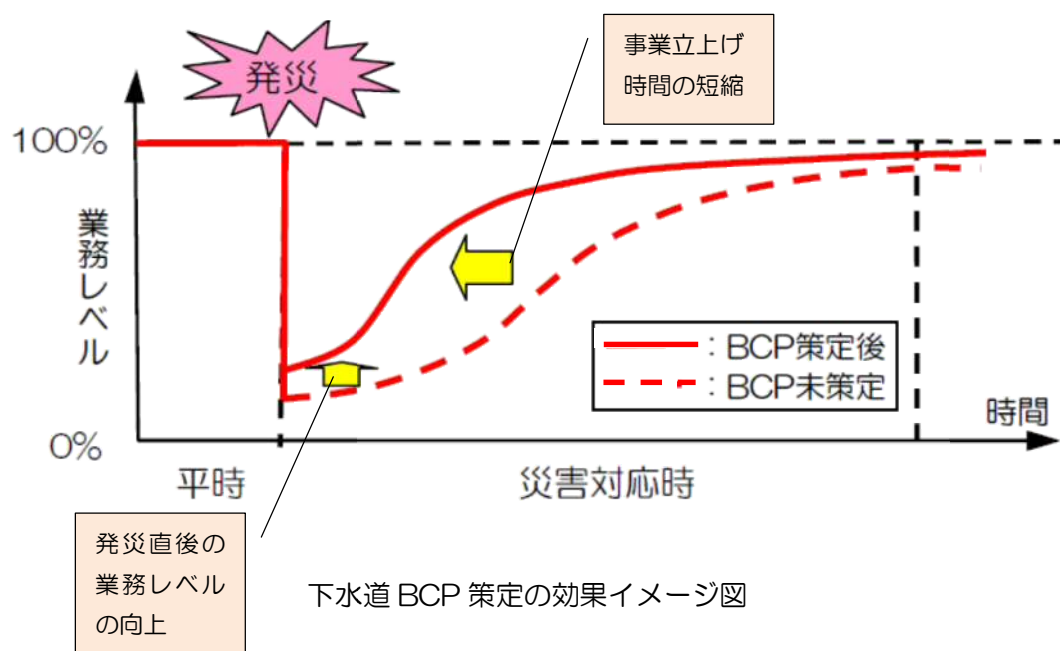 発災
事業立上げ
時間の短縮
100%
業務レベル
：BCP策定後
：BCP未策定
時間
0%
平時
災害対応時
発災直後の
業務レベル
の向上
下水道 BCP 策定の効果イメージ図